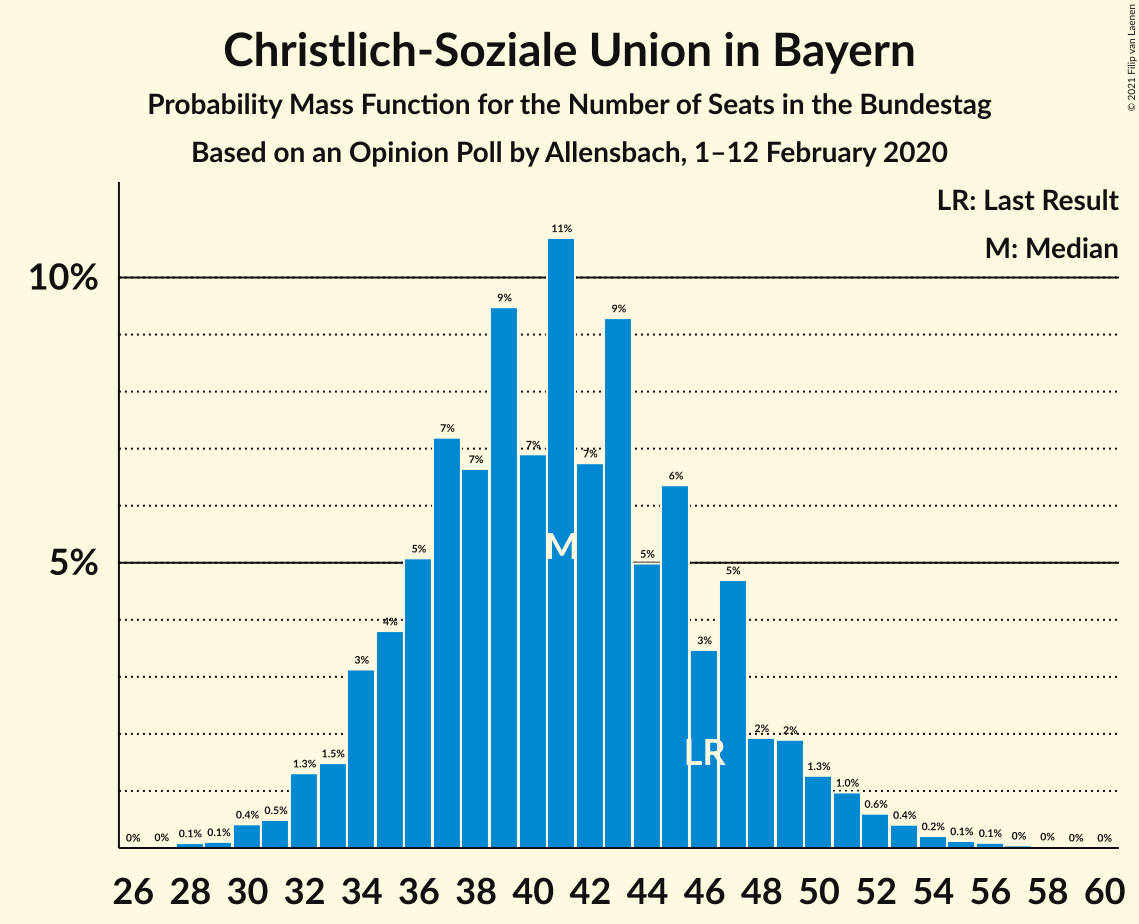 Christlich-Soziale Union in Bayern
Probability Mass Function for the Number of Seats in the Bundestag
Based on an Opinion Poll by Allensbach, 1–12 February 2020
© 2021 Filip van Laenen
LR: Last Result
M: Median
10%
5%
0% 0% 0.1% 0.1% 0.4% 0.5% 1.3% 1.5% 3% 4% 5% 7% 7% 9% 7% 11% 7% 9% 5% 6% 3% 5% 2% 2% 1.3% 1.0% 0.6% 0.4% 0.2% 0.1% 0.1% 0% 0% 0% 0%
M
LR
26 28 30 32 34 36 38 40 42 44 46 48 50 52 54 56 58 60